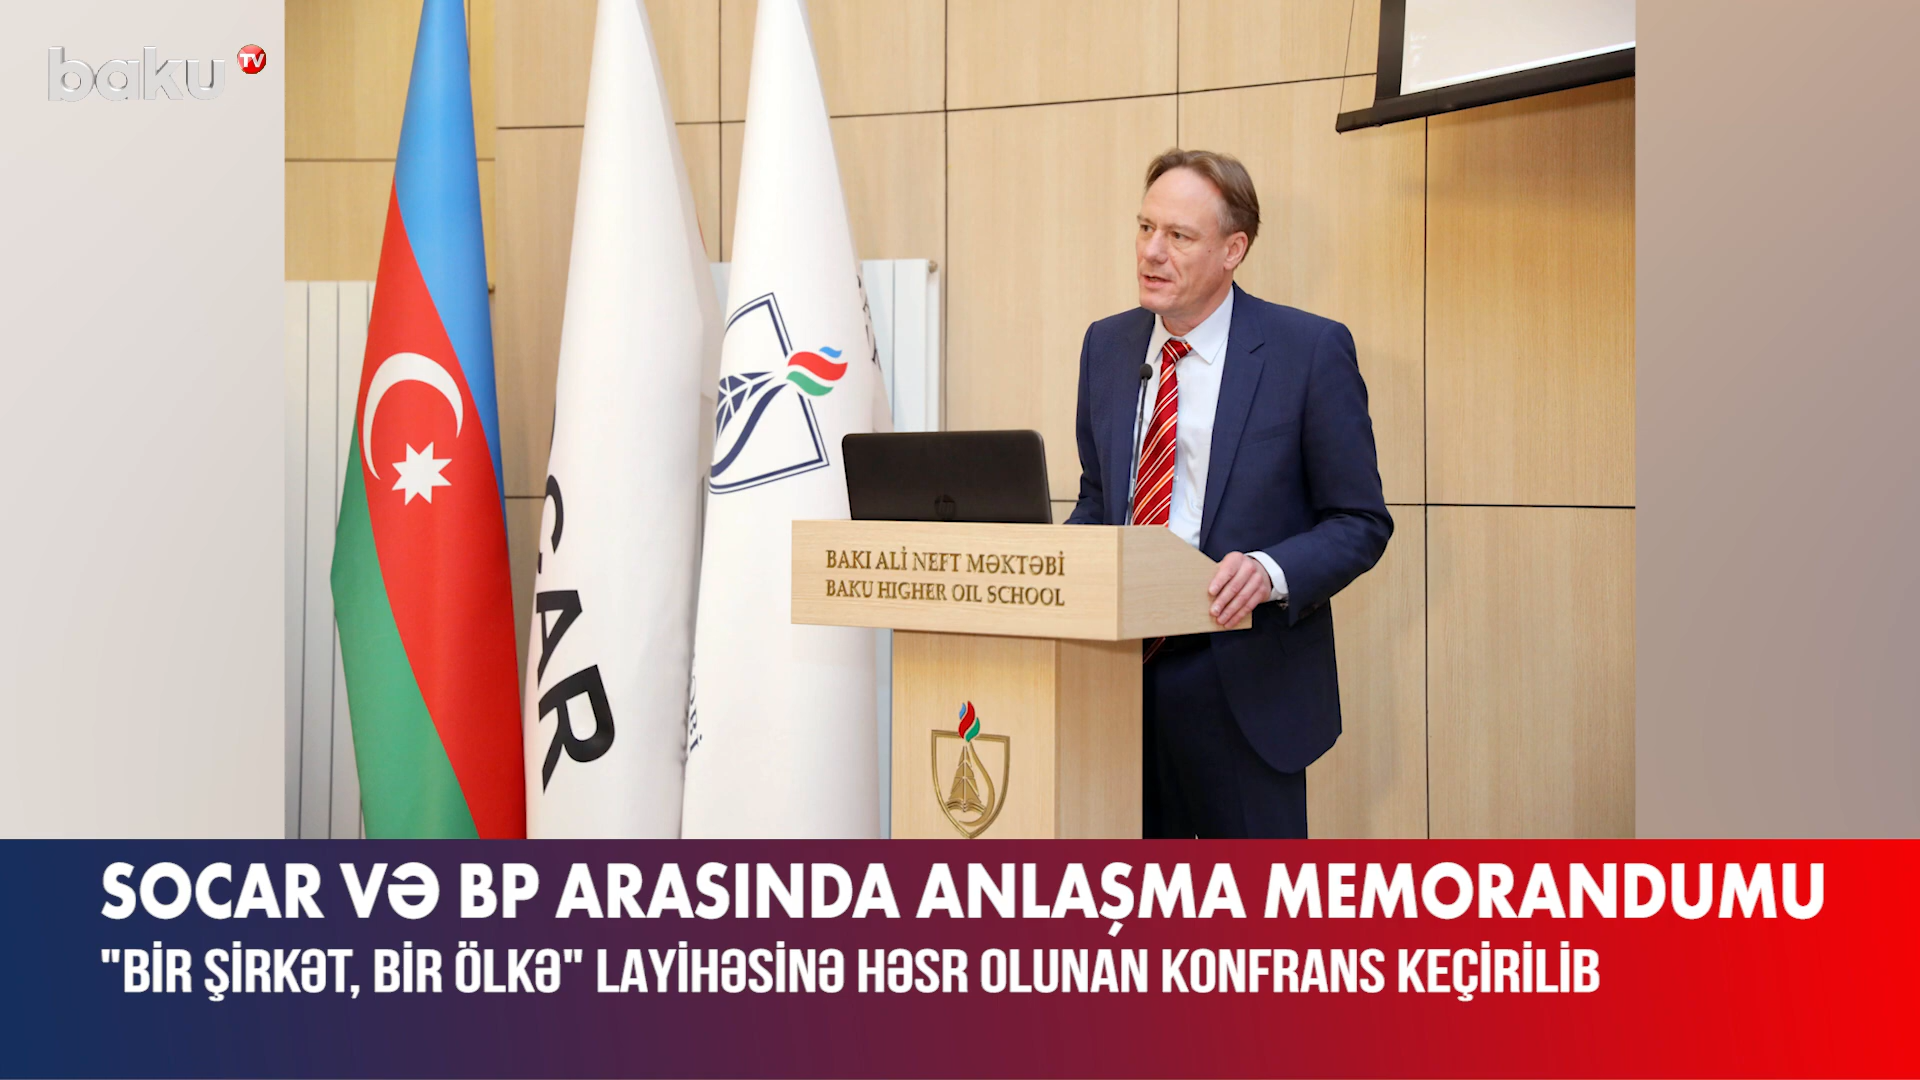 baku TV
CAR
BAKI ALİ NEFT MƏKTƏBİ
BAKU HIGHER OIL SCHOOL
SOCAR VƏ BP ARASINDA ANLAŞMA MEMORANDUMU
"BİR ŞİRKƏT, BİR ÖLKƏ" LAYİHƏSİNƏ HƏSR OLUNAN KONFRANS KEÇİRİLİB